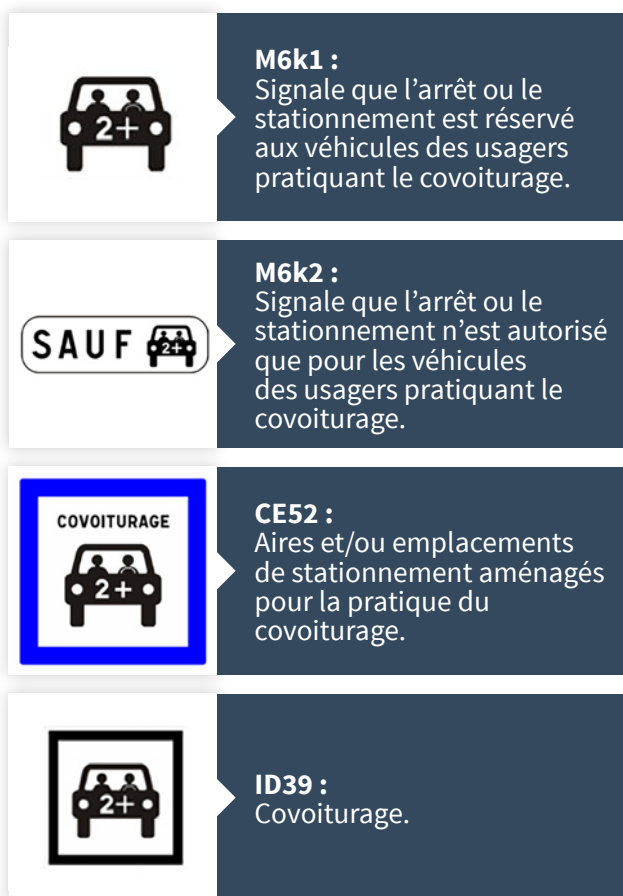 2+
M6k1 :
Signale que l’arrêt ou le
stationnement est réservé
aux véhicules des usagers
pratiquant le covoiturage.
SAUF 2+
M6k2 :
Signale que l’arrêt ou le
stationnement n’est autorisé
que pour les véhicules
des usagers pratiquant le
covoiturage.
COVOITURAGE
2+
CE52 :
Aires et/ou emplacements
de stationnement aménagés
pour la pratique du
covoiturage.
2+
ID39 :
Covoiturage.